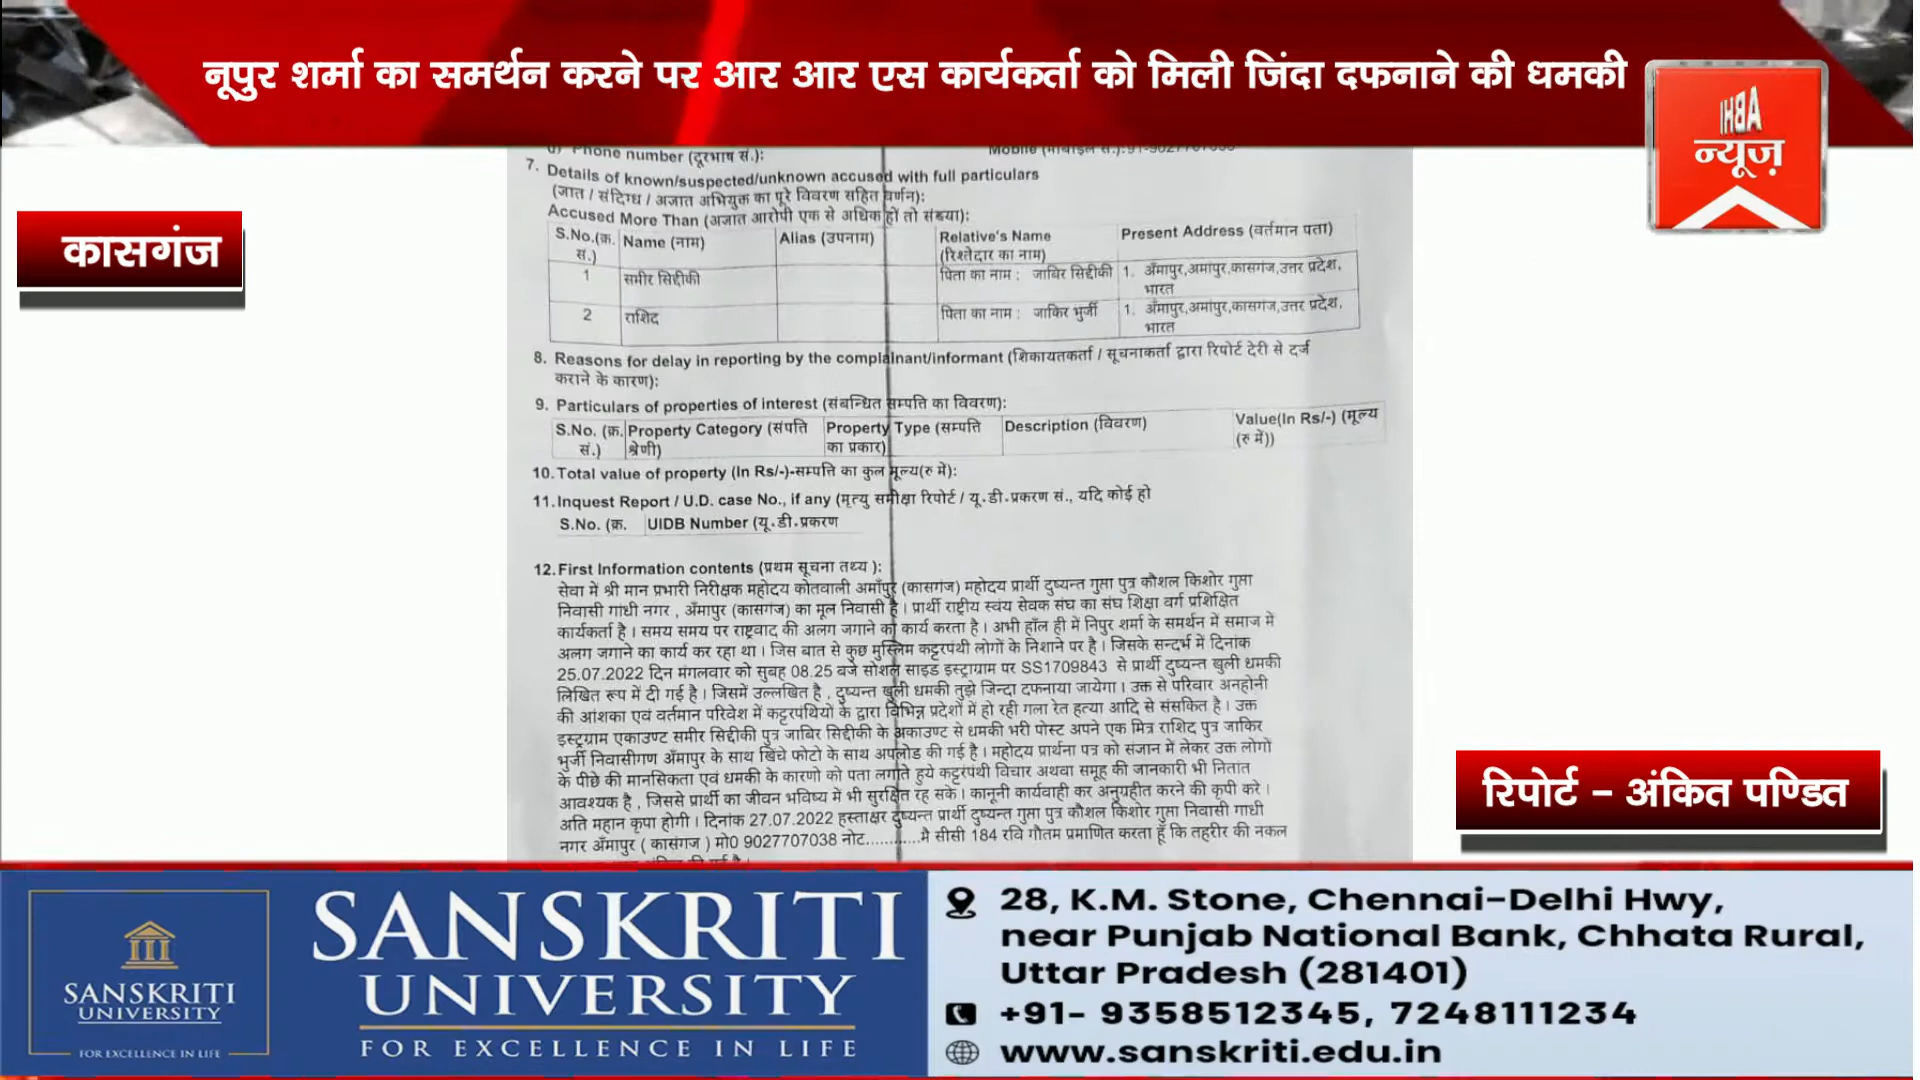 नूपुर शर्मा का समर्थन करने पर आर आर एस कार्यकर्ता को मिली जिंदा दफनाने की धमकी
ABHI
न्यूज़
कासगंज
d) Phone number (दूरभाष सं.):
7. Details of known/suspected/unknown accused with full particulars
(ज्ञात / संदिग्ध / अज्ञात अभियुक्त का पूरे विवरण सहित वर्णन):
Accused More Than (अज्ञात आरोपी एक से अधिक हों तो संख्या):
S.No.(क्र. सं.) Name (नाम) Alias (उपनाम) Relative's Name (रिश्तेदार का नाम) Present Address (वर्तमान पता)
1 समीर सिद्दीकी पिता का नाम : जाबिर सिद्दीकी 1. अँमापुर,अमांपुर,कासगंज,उत्तर प्रदेश, भारत
2 राशिद पिता का नाम : जाकिर भुर्जी 1. अँमापुर,अमांपुर,कासगंज,उत्तर प्रदेश, भारत
8. Reasons for delay in reporting by the complainant/informant (शिकायतकर्ता / सूचनाकर्ता द्वारा रिपोर्ट देरी से दर्ज
कराने के कारण):
9. Particulars of properties of interest (संबन्धित सम्पत्ति का विवरण):
S.No. (क्र. सं.) Property Category (संपत्ति श्रेणी) Property Type (सम्पत्ति का प्रकार) Description (विवरण) Value(In Rs/-) (मूल्य (रु में))
10. Total value of property (In Rs/-)-सम्पत्ति का कुल मूल्य(रु में):
11. Inquest Report / U.D. case No., if any (मृत्यु समीक्षा रिपोर्ट / यू.डी.प्रकरण सं., यदि कोई हो
S.No. (क्र. UIDB Number (यू.डी.प्रकरण
12. First Information contents (प्रथम सूचना तथ्य ):
सेवा में श्री मान प्रभारी निरीक्षक महोदय कोतवाली अमाँपुर (कासगंज) महोदय प्रार्थी दुष्यन्त गुप्ता पुत्र कौशल किशोर गुप्ता
निवासी गांधी नगर , अँमापुर (कासगंज) का मूल निवासी है । प्रार्थी राष्ट्रीय स्वंय सेवक संघ का संघ शिक्षा वर्ग प्रशिक्षित
कार्यकर्ता है । समय समय पर राष्ट्रवाद की अलग जगाने को कार्य करता है । अभी हाँल ही में निपुर शर्मा के समर्थन में समाज में
अलग जगाने का कार्य कर रहा था । जिस बात से कुछ मुस्लिम कट्टरपंथी लोगों के निशाने पर है । जिसके सन्दर्भ में दिनांक
25.07.2022 दिन मंगलवार को सुबह 08.25 बजे सोशल साइड इस्ट्राग्राम पर SS1709843 से प्रार्थी दुष्यन्त खुली धमकी
लिखित रूप में दी गई है । जिसमें उल्लखित है , दुष्यन्त खुली धमकी तुझे जिन्दा दफनाया जायेगा । उक्त से परिवार अनहोनी
की आंशका एवं वर्तमान परिवेश में कट्टरपंथियों के द्वारा विभिन्न प्रदेशों में हो रही गला रेत हत्या आदि से संसकित है । उक्त
इस्ट्रग्राम एकाउण्ट समीर सिद्दीकी पुत्र जाबिर सिद्दीकी के अकाउण्ट से धमकी भरी पोस्ट अपने एक मित्र राशिद पुत्र जाकिर
भुर्जी निवासीगण अँमापुर के साथ खिंचे फोटो के साथ अपलोड की गई है । महोदय प्रार्थना पत्र को संजान में लेकर उक्त लोगों
के पीछे की मानसिकता एवं धमकी के कारणो को पता लगाते हुये कट्टरपंथी विचार अथवा समूह की जानकारी भी नितांत
आवश्यक है , जिससे प्रार्थी का जीवन भविष्य में भी सुरक्षित रह सके । कानूनी कार्यवाही कर अनुग्रहीत करने की कृपी करे ।
अति महान कृपा होगी । दिनांक 27.07.2022 हस्ताक्षर दुष्यन्त प्रार्थी दुष्यन्त गुप्ता पुत्र कौशल किशोर गुप्ता निवासी गांधी
नगर अँमापुर ( कासंगज ) मो0 9027707038 नोट............मै सीसी 184 रवि गौतम प्रमाणित करता हूँ कि तहरीर की नकल
रिपोर्ट - अंकित पण्डित
SANSKRITI
UNIVERSITY
FOR EXCELLENCE IN LIFE
SANSKRITI
UNIVERSITY
FOR EXCELLENCE IN LIFE
28, K.M. Stone, Chennai-Delhi Hwy,
near Punjab National Bank, Chhata Rural,
Uttar Pradesh (281401)
+91- 9358512345, 7248111234
www.sanskriti.edu.in